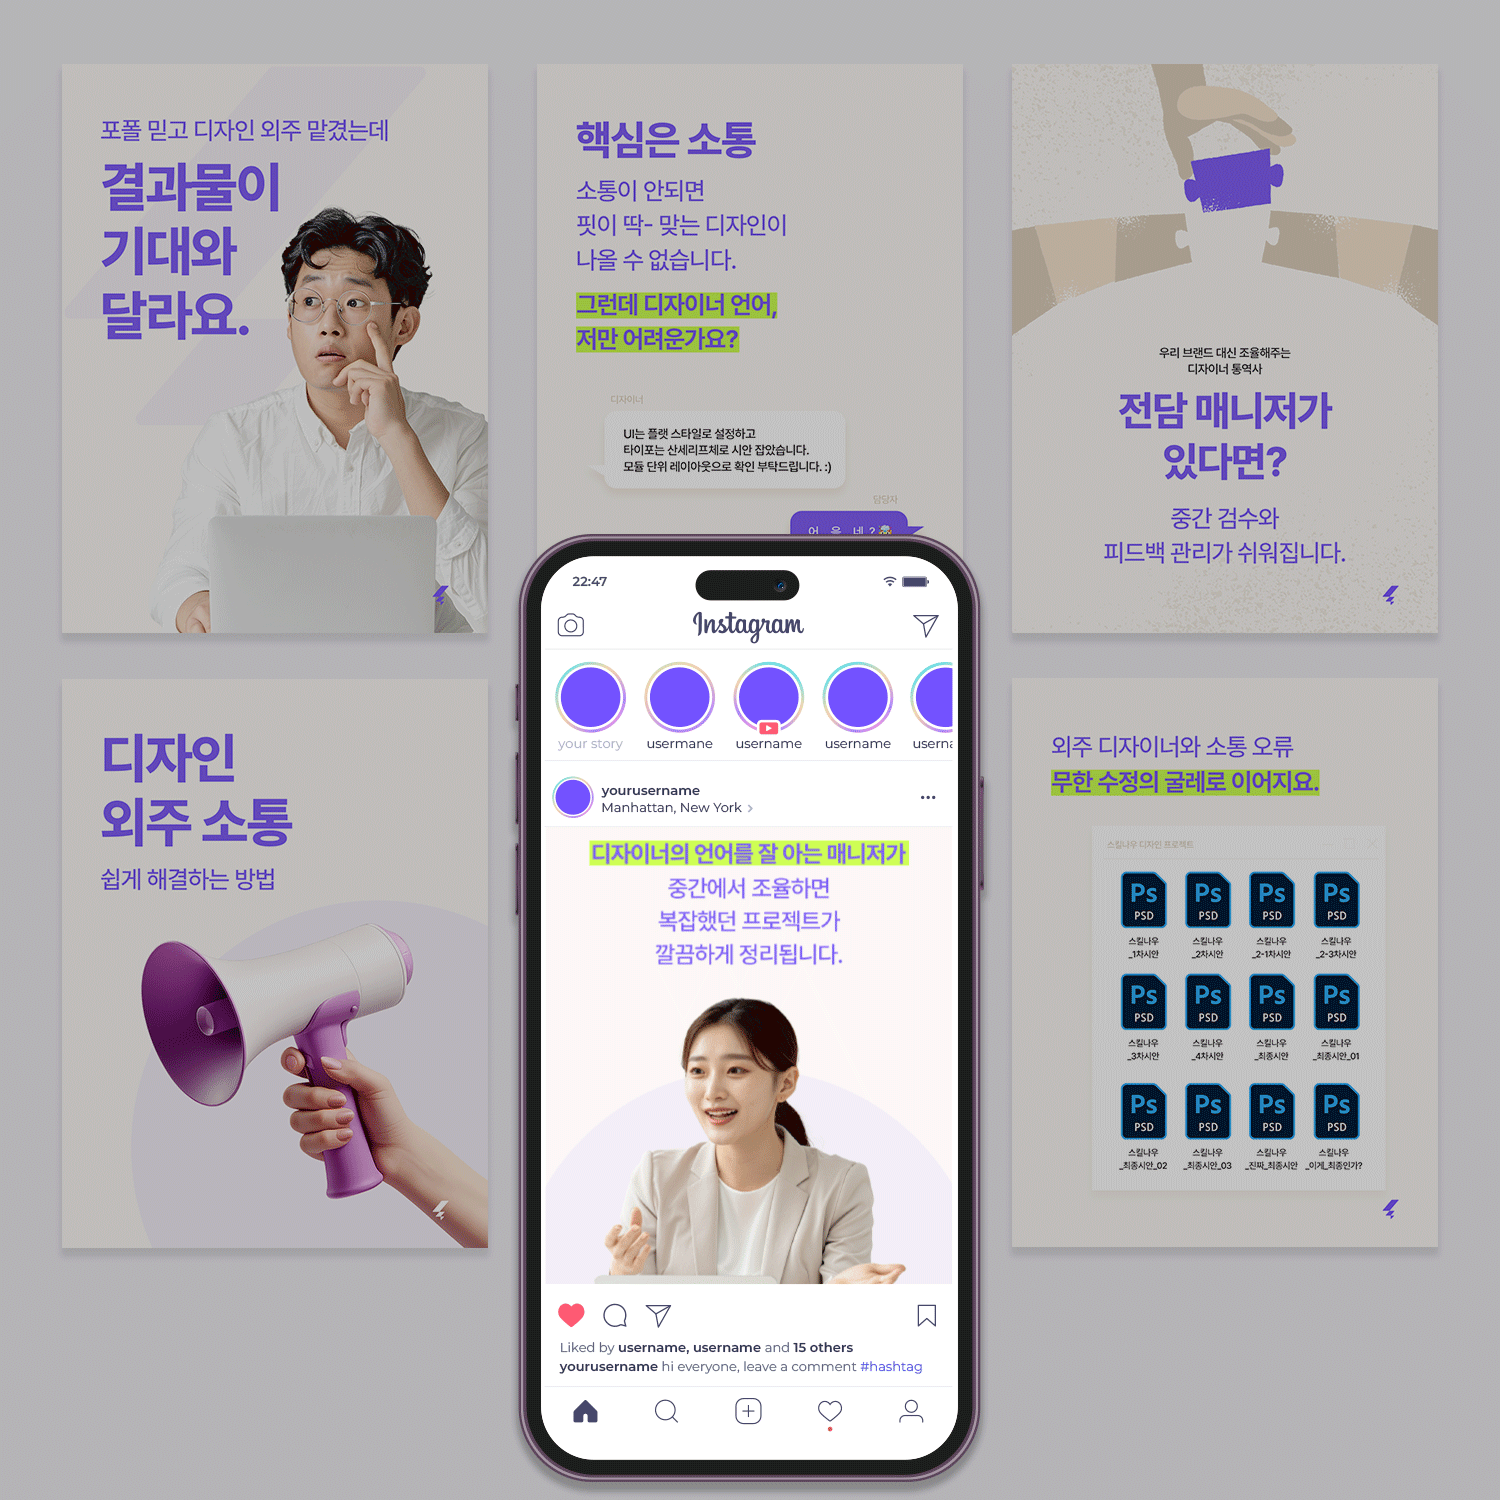 포폴 믿고 디자인 외주 맡겼는데
결과물이
기대와
달라요.
핵심은 소통
소통이 안되면
핏이 딱- 맞는 디자인이
나올 수 없습니다.
그런데 디자이너 언어,
저만 어려운가요?
디자이너
UI는 플랫 스타일로 설정하고
타이포는 산세리프체로 시안 잡았습니다.
모듈 단위 레이아웃으로 확인 부탁드립니다. :)
담당자
우리 브랜드 대신 조율해주는
디자이너 통역사
전담 매니저가
있다면?
중간 검수와
피드백 관리가 쉬워집니다.
디자인
외주 소통
쉽게 해결하는 방법
22:47
Instagram
your story
usermane
username
username
userna
yourusername
Manhattan, New York >
디자이너의 언어를 잘 아는 매니저가
중간에서 조율하면
복잡했던 프로젝트가
깔끔하게 정리됩니다.
Liked by username, username and 15 others
yourusername hi everyone, leave a comment #hashtag
외주 디자이너와 소통 오류
무한 수정의 굴레로 이어지요.
스킬나우 디자인 프로젝트
Ps Ps Ps Ps
PSD PSD PSD PSD
스킬나우 스킬나우 스킬나우 스킬나우
_1차시안 _2차시안 _2-1차시안 _2-3차시안
Ps Ps Ps Ps
PSD PSD PSD PSD
스킬나우 스킬나우 스킬나우 스킬나우
_3차시안 _4차시안 _최종시안 _최종시안_01
Ps Ps Ps Ps
PSD PSD PSD PSD
스킬나우 스킬나우 스킬나우 스킬나우
_최종시안_02 _최종시안_03 _진짜_최종시안 _이게_최종인가?